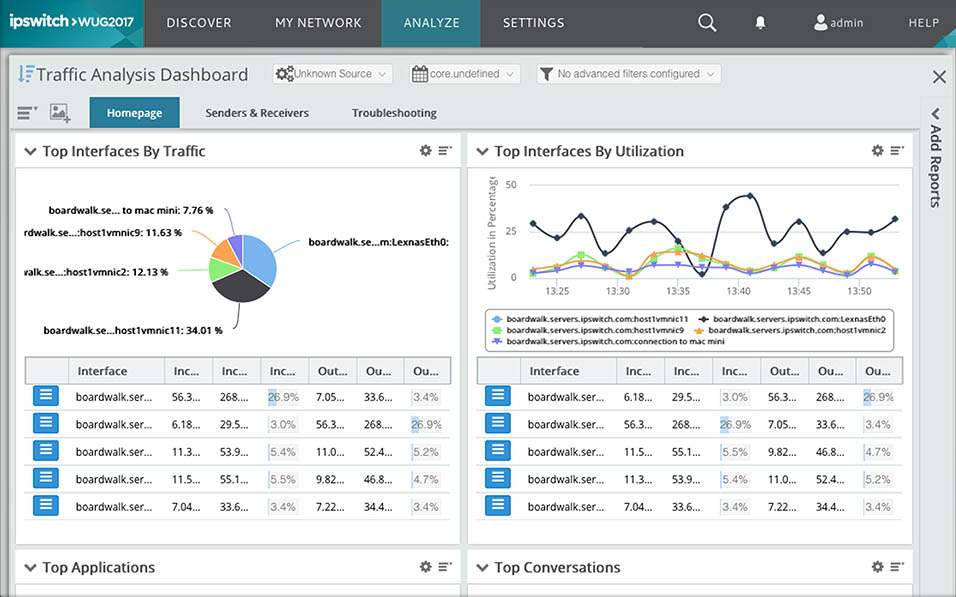 ipswitch>WUG2017 DISCOVER MY NETWORK ANALYZE SETTINGS admin HELP
Traffic Analysis Dashboard Unknown Source core.undefined No advanced filters configured
Homepage Senders & Receivers Troubleshooting
Add Reports
Top Interfaces By Traffic
boardwalk.se... to mac mini: 7.76 %
rdwalk.se...:host1vmnic9: 11.63 %
boardwalk.se...m:LexnasEth0:
walk.se...:host1vmnic2: 12.13 %
boardwalk.se...host1vmnic11: 34.01 %
Interface Inc... Inc... Inc... Out... Ou... Ou...
boardwalk.ser... 56.3... 268.... 26.9% 7.05... 33.6... 3.4%
boardwalk.ser... 6.18... 29.5... 3.0% 56.3... 268.... 26.9%
boardwalk.ser... 11.3... 53.9... 5.4% 11.0... 52.4... 5.2%
boardwalk.ser... 11.5... 55.1... 5.5% 9.82... 46.8... 4.7%
boardwalk.ser... 7.04... 33.6... 3.4% 7.22... 34.4... 3.4%
Top Interfaces By Utilization
Utilization in Percentage
50
25
0
13:25 13:30 13:35 13:40 13:45 13:50
boardwalk.servers.ipswitch.com:host1vmnic11 boardwalk.servers.ipswitch.com:LexnasEth0
boardwalk.servers.ipswitch.com:host1vmnic9 boardwalk.servers.ipswitch.com:host1vmnic2
boardwalk.servers.ipswitch.com:connection to mac mini
Interface Inc... Inc... Inc... Out... Ou... Ou...
boardwalk.ser... 6.18... 29.5... 3.0% 56.3... 268.... 26.9%
boardwalk.ser... 56.3... 268.... 26.9% 7.05... 33.6... 3.4%
boardwalk.ser... 11.5... 55.1... 5.5% 9.82... 46.8... 4.7%
boardwalk.ser... 11.3... 53.9... 5.4% 11.0... 52.4... 5.2%
boardwalk.ser... 7.04... 33.6... 3.4% 7.22... 34.4... 3.4%
Top Applications
Top Conversations